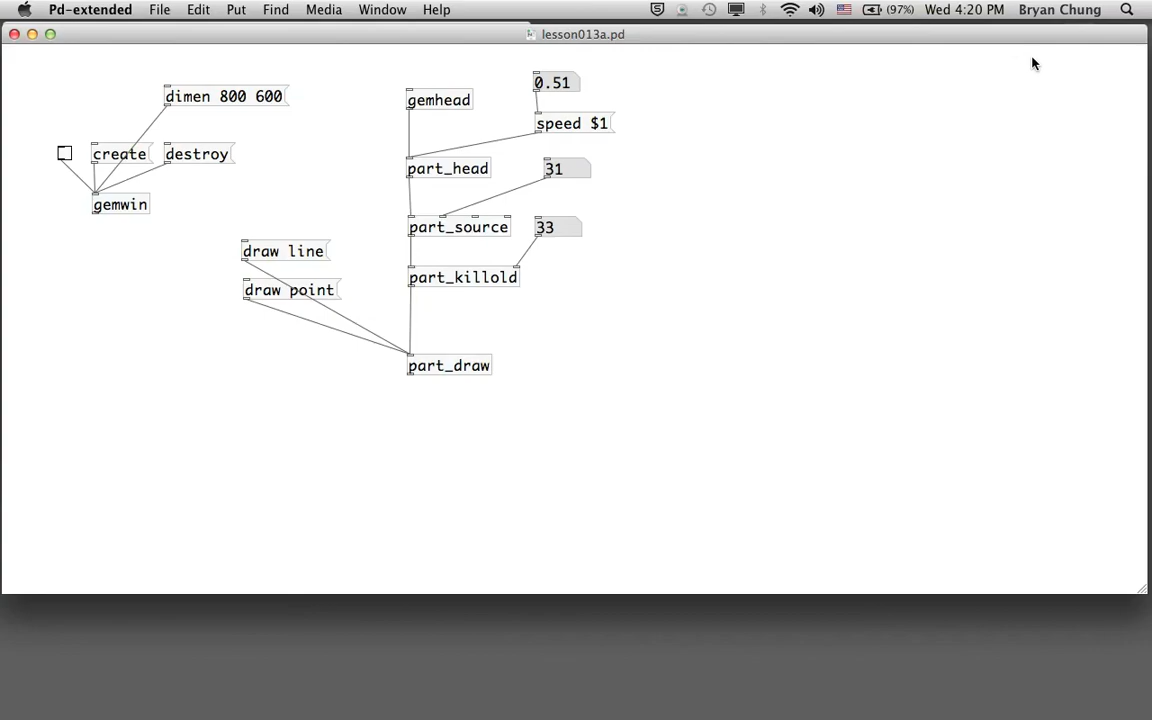 Pd-extended File Edit Put Find Media Window Help (97%) Wed 4:20 PM Bryan Chung
lesson013a.pd
0.51
dimen 800 600
gemhead
speed $1
create destroy
part_head
31
gemwin
part_source
33
draw line
part_killold
draw point
part_draw